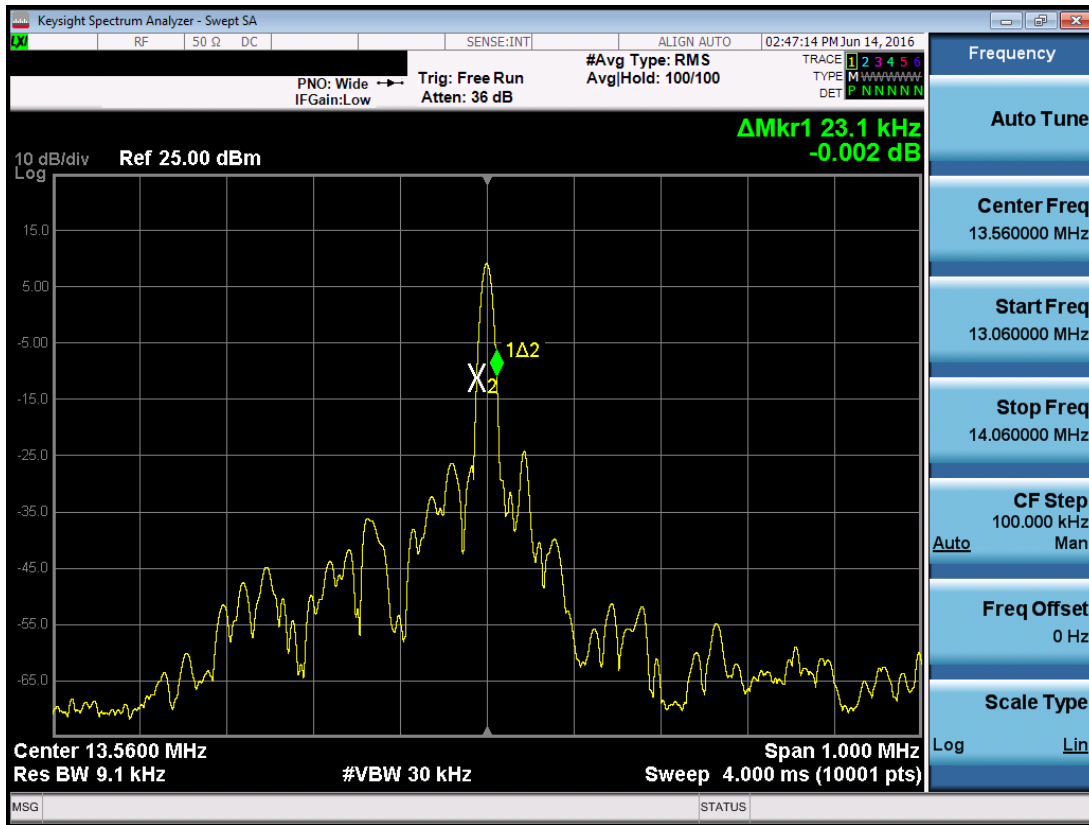 Keysight Spectrum Analyzer - Swept SA
LXI RF 50 Ω DC SENSE:INT ALIGN AUTO 02:47:14 PM Jun 14, 2016
PNO: Wide
IFGain:Low
Trig: Free Run
Atten: 36 dB
#Avg Type: RMS
Avg|Hold: 100/100
TRACE 1 2 3 4 5 6
TYPE M WWWWW
DET P N N N N N
ΔMkr1 23.1 kHz
-0.002 dB
10 dB/div Ref 25.00 dBm
Log
15.0
5.00
-5.00
-15.0
-25.0
-35.0
-45.0
-55.0
-65.0
1Δ2
X2
Center 13.5600 MHz Span 1.000 MHz
Res BW 9.1 kHz #VBW 30 kHz Sweep 4.000 ms (10001 pts)
MSG STATUS
Frequency
Auto Tune
Center Freq
13.560000 MHz
Start Freq
13.060000 MHz
Stop Freq
14.060000 MHz
CF Step
100.000 kHz
Auto Man
Freq Offset
0 Hz
Scale Type
Log Lin